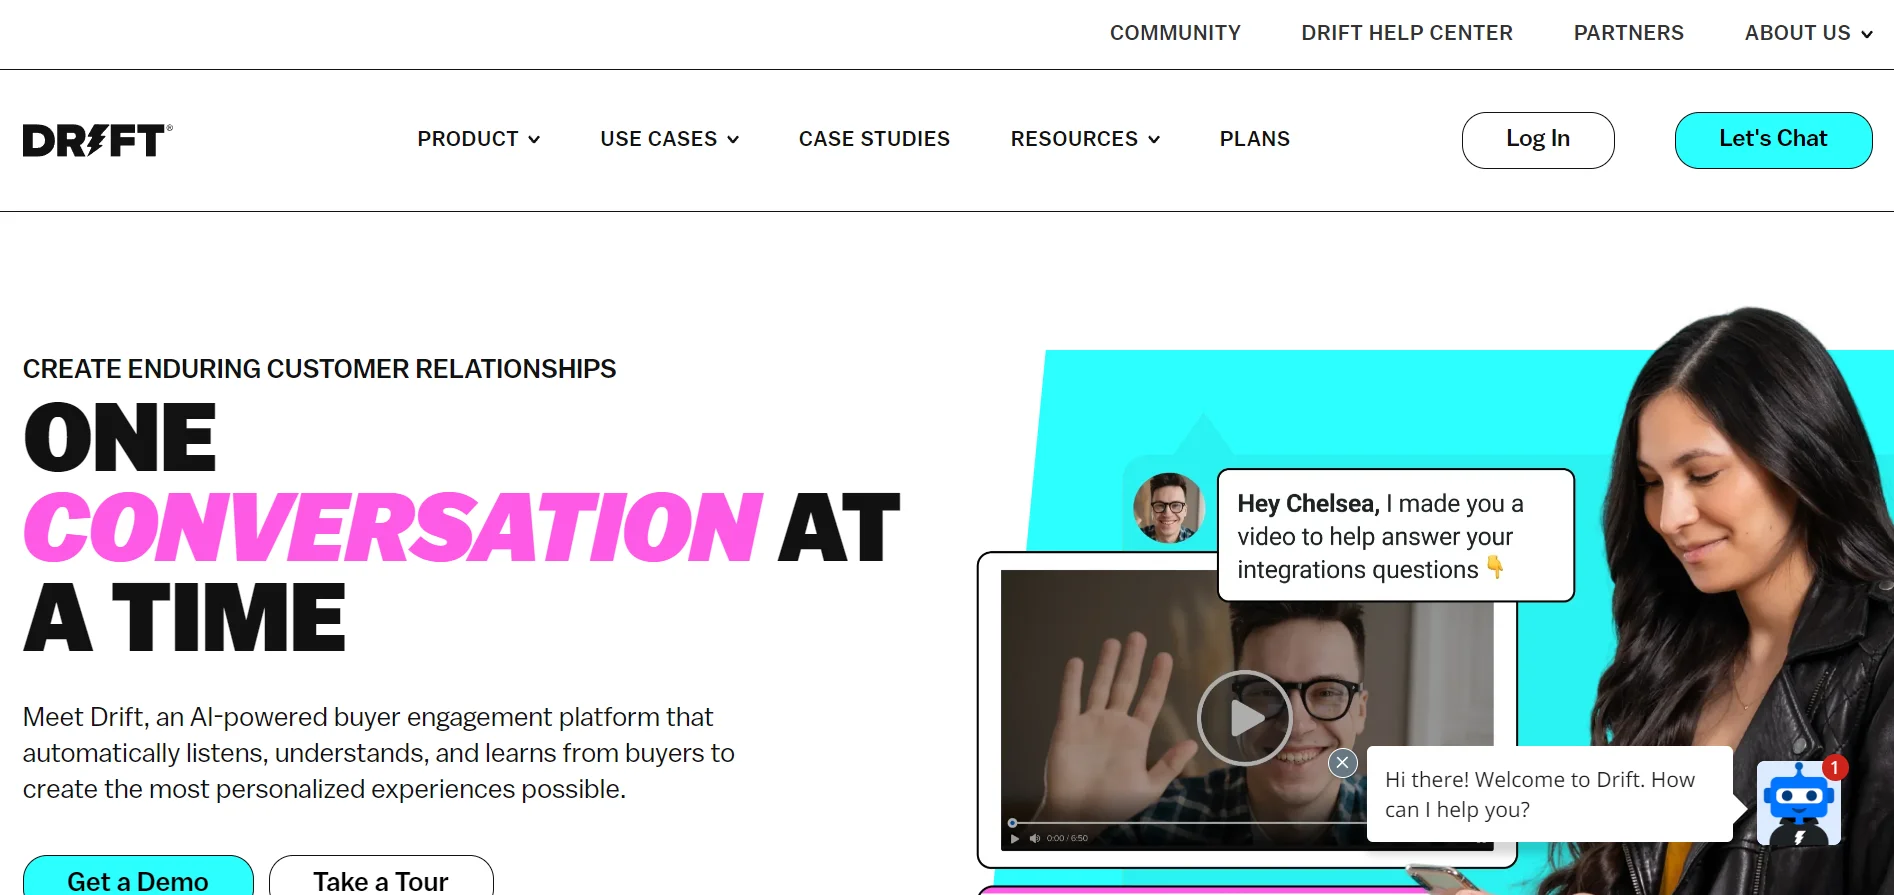 COMMUNITY DRIFT HELP CENTER PARTNERS ABOUT US
DRIFT®
PRODUCT USE CASES CASE STUDIES RESOURCES PLANS Log In Let's Chat
CREATE ENDURING CUSTOMER RELATIONSHIPS
ONE
CONVERSATION AT
A TIME
Meet Drift, an AI-powered buyer engagement platform that
automatically listens, understands, and learns from buyers to
create the most personalized experiences possible.
Get a Demo Take a Tour
Hey Chelsea, I made you a
video to help answer your
integrations questions 👇
0:00 / 6:50
Hi there! Welcome to Drift. How
can I help you?
1